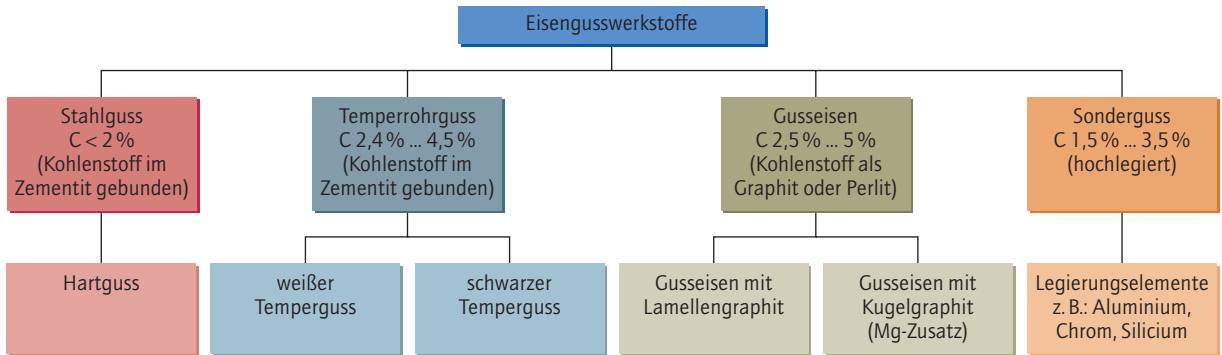 Eisengusswerkstoffe
Stahlguss
C < 2 %
(Kohlenstoff im
Zementit gebunden)
Temperrohrguss
C 2,4 % ... 4,5 %
(Kohlenstoff im
Zementit gebunden)
Gusseisen
C 2,5 % ... 5 %
(Kohlenstoff als
Graphit oder Perlit)
Sonderguss
C 1,5 % ... 3,5 %
(hochlegiert)
Hartguss
weißer
Temperguss
schwarzer
Temperguss
Gusseisen mit
Lamellengraphit
Gusseisen mit
Kugelgraphit
(Mg-Zusatz)
Legierungselemente
z. B.: Aluminium,
Chrom, Silicium